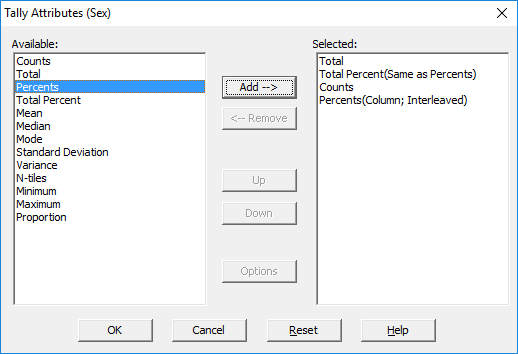 Tally Attributes (Sex)
Available:
Counts
Total
Percents
Total Percent
Mean
Median
Mode
Standard Deviation
Variance
N-tiles
Minimum
Maximum
Proportion
Add -->
<-- Remove
Up
Down
Options
Selected:
Total
Total Percent(Same as Percents)
Counts
Percents(Column; Interleaved)
OK
Cancel
Reset
Help